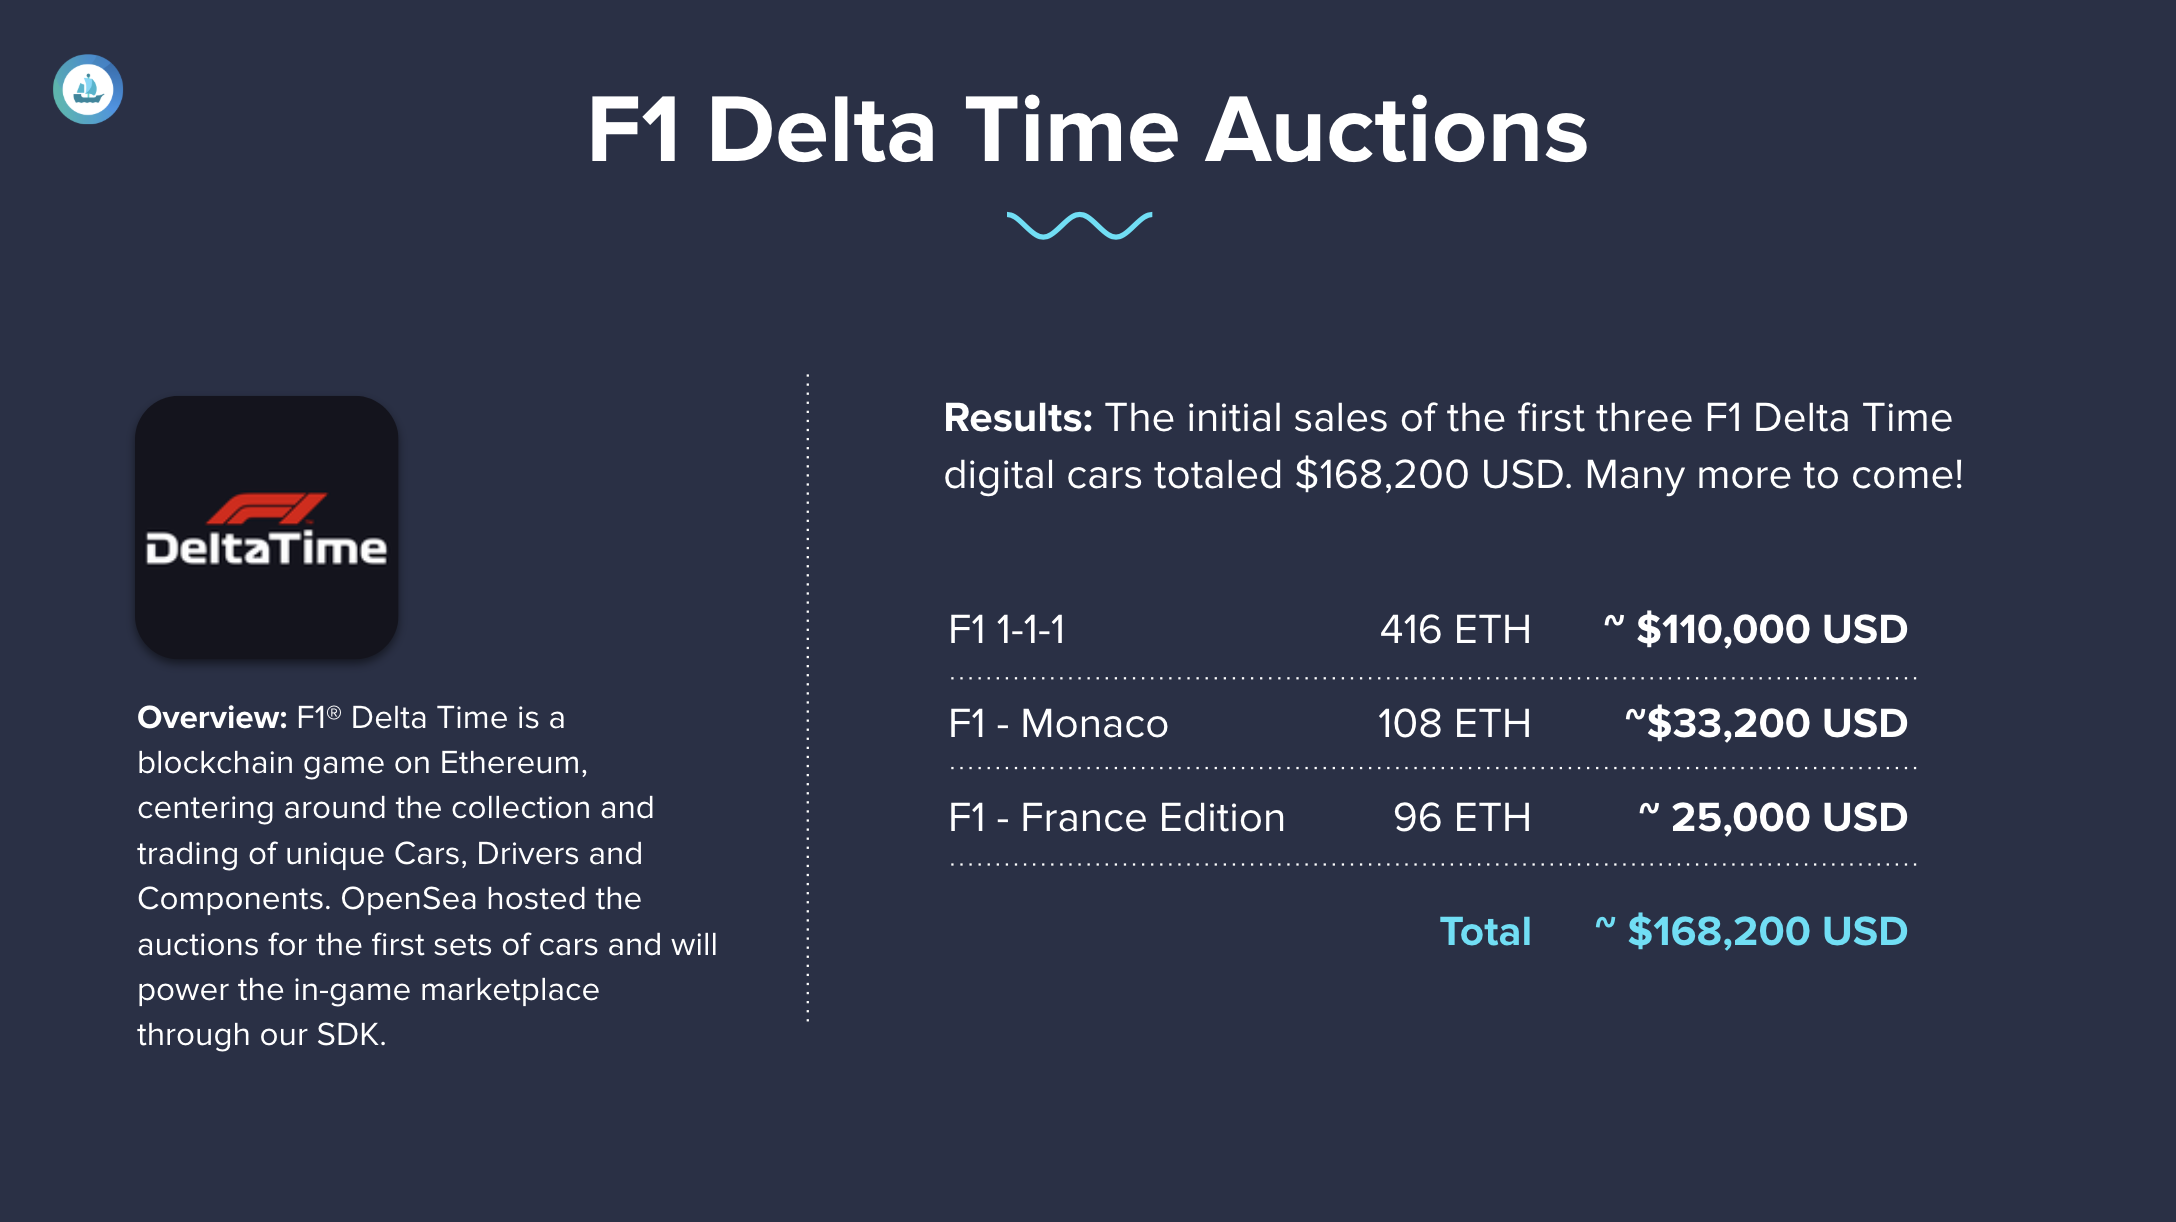 F1 Delta Time Auctions
F1™
DeltaTime
Overview: F1® Delta Time is a
blockchain game on Ethereum,
centering around the collection and
trading of unique Cars, Drivers and
Components. OpenSea hosted the
auctions for the first sets of cars and will
power the in-game marketplace
through our SDK.
Results: The initial sales of the first three F1 Delta Time
digital cars totaled $168,200 USD. Many more to come!
F1 1-1-1 416 ETH ~ $110,000 USD
F1 - Monaco 108 ETH ~$33,200 USD
F1 - France Edition 96 ETH ~ 25,000 USD
Total ~ $168,200 USD